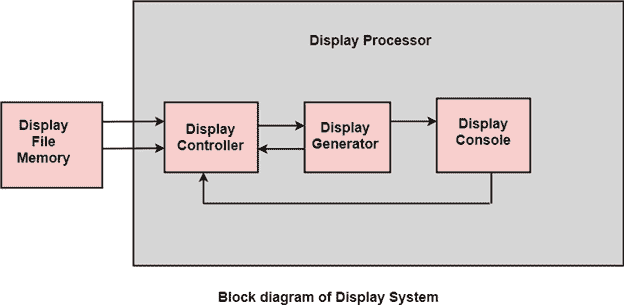 Display Processor
Display
File
Memory
Display
Controller
Display
Generator
Display
Console
Block diagram of Display System